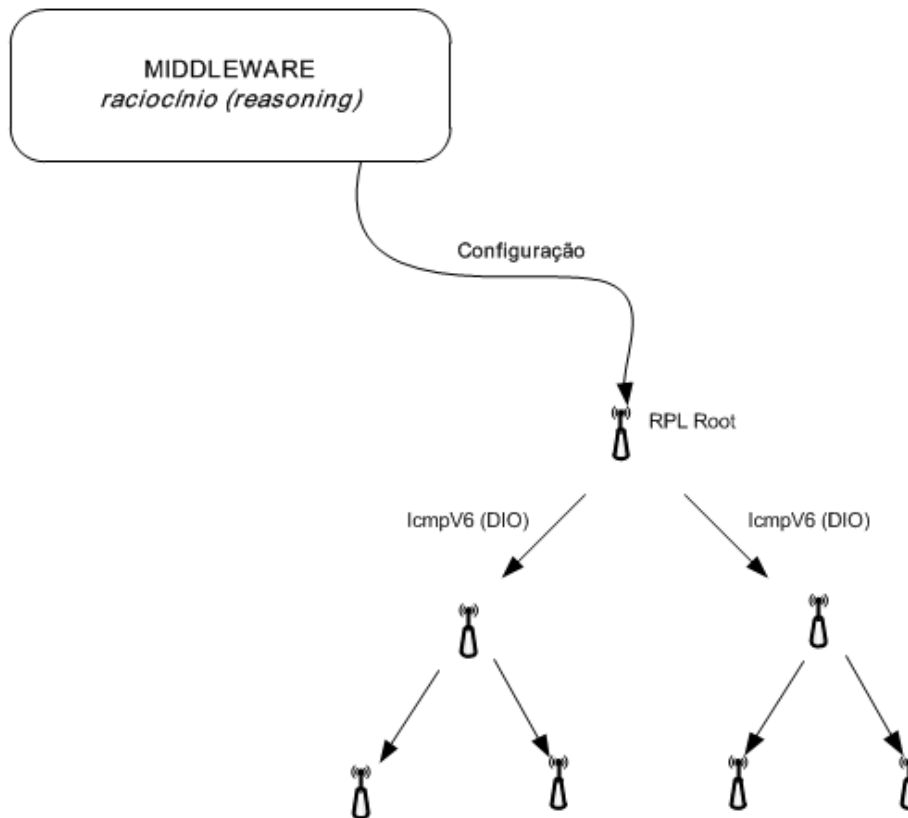 MIDDLEWARE
raciocínio (reasoning)
Configuração
RPL Root
IcmpV6 (DIO)
IcmpV6 (DIO)